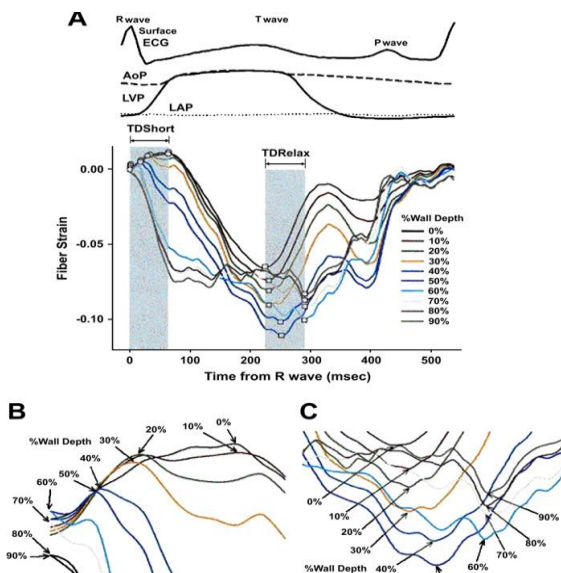 A
R wave
T wave
Surface
ECG
P wave
AoP
LVP
LAP
TDShort
TDRelax
0.00
-0.05
-0.10
Fiber Strain
%Wall Depth
0%
10%
20%
30%
40%
60%
70%
80%
90%
0
100
200
300
400
500
Time from R wave (msec)
B
%Wall Depth
0%
10%
20%
30%
40%
50%
60%
70%
80%
90%
C
0%
10%
20%
30%
40%
%Wall Depth
60%
70%
80%
90%